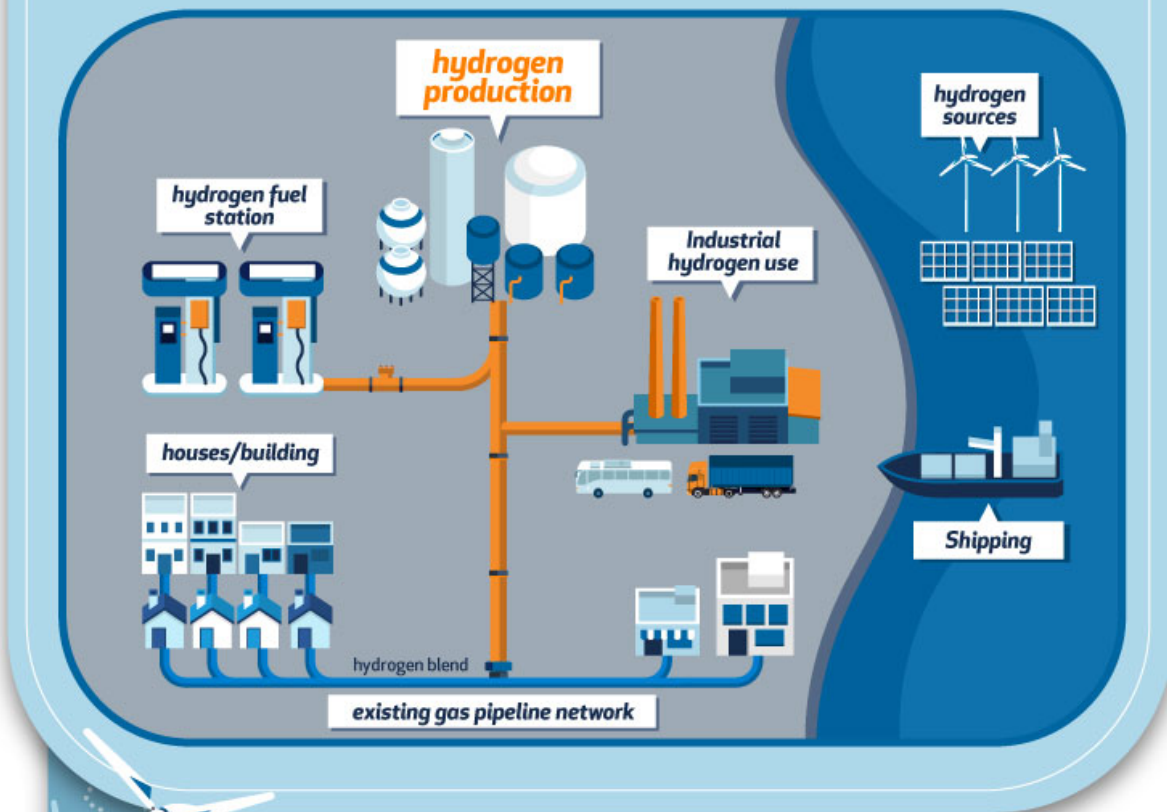 hydrogen
production
hydrogen
sources
hydrogen fuel
station
Industrial
hydrogen use
houses/building
Shipping
hydrogen blend
existing gas pipeline network